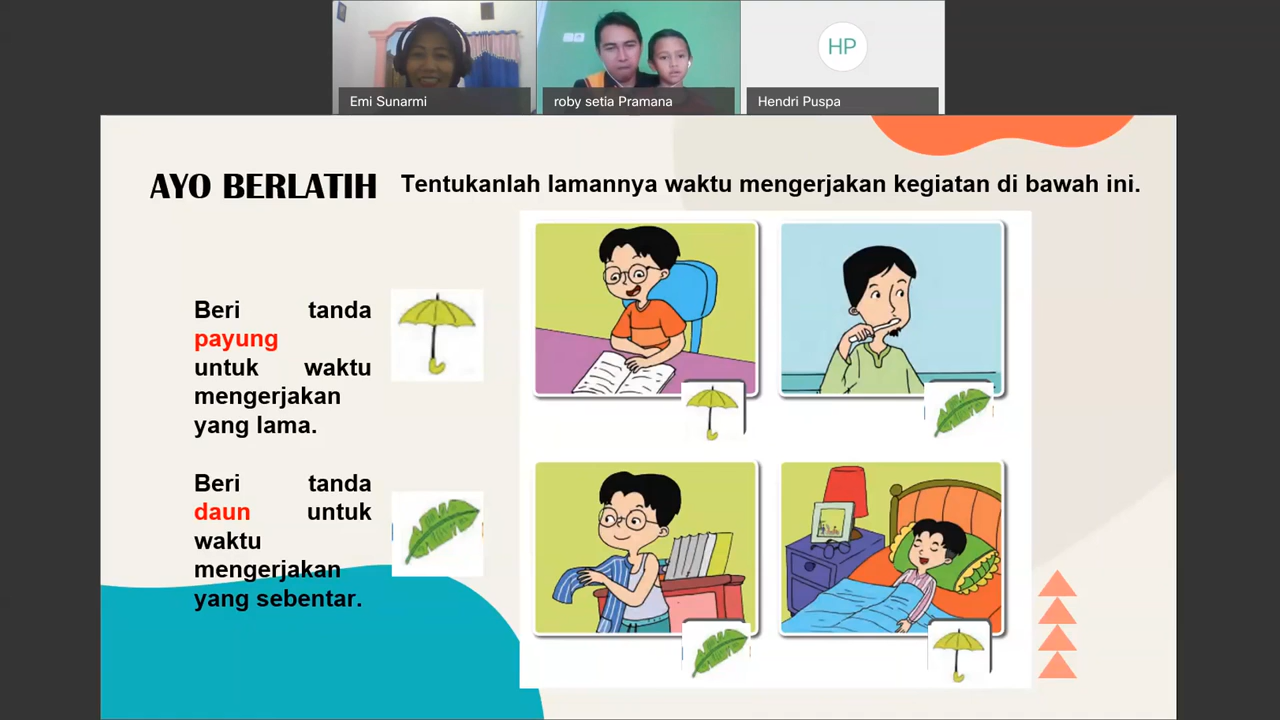 Emi Sunarmi
roby setia Pramana
HP
Hendri Puspa
AYO BERLATIH
Tentukanlah lamannya waktu mengerjakan kegiatan di bawah ini.
Beri tanda
payung
untuk waktu
mengerjakan
yang lama.
Beri tanda
daun untuk
waktu
mengerjakan
yang sebentar.